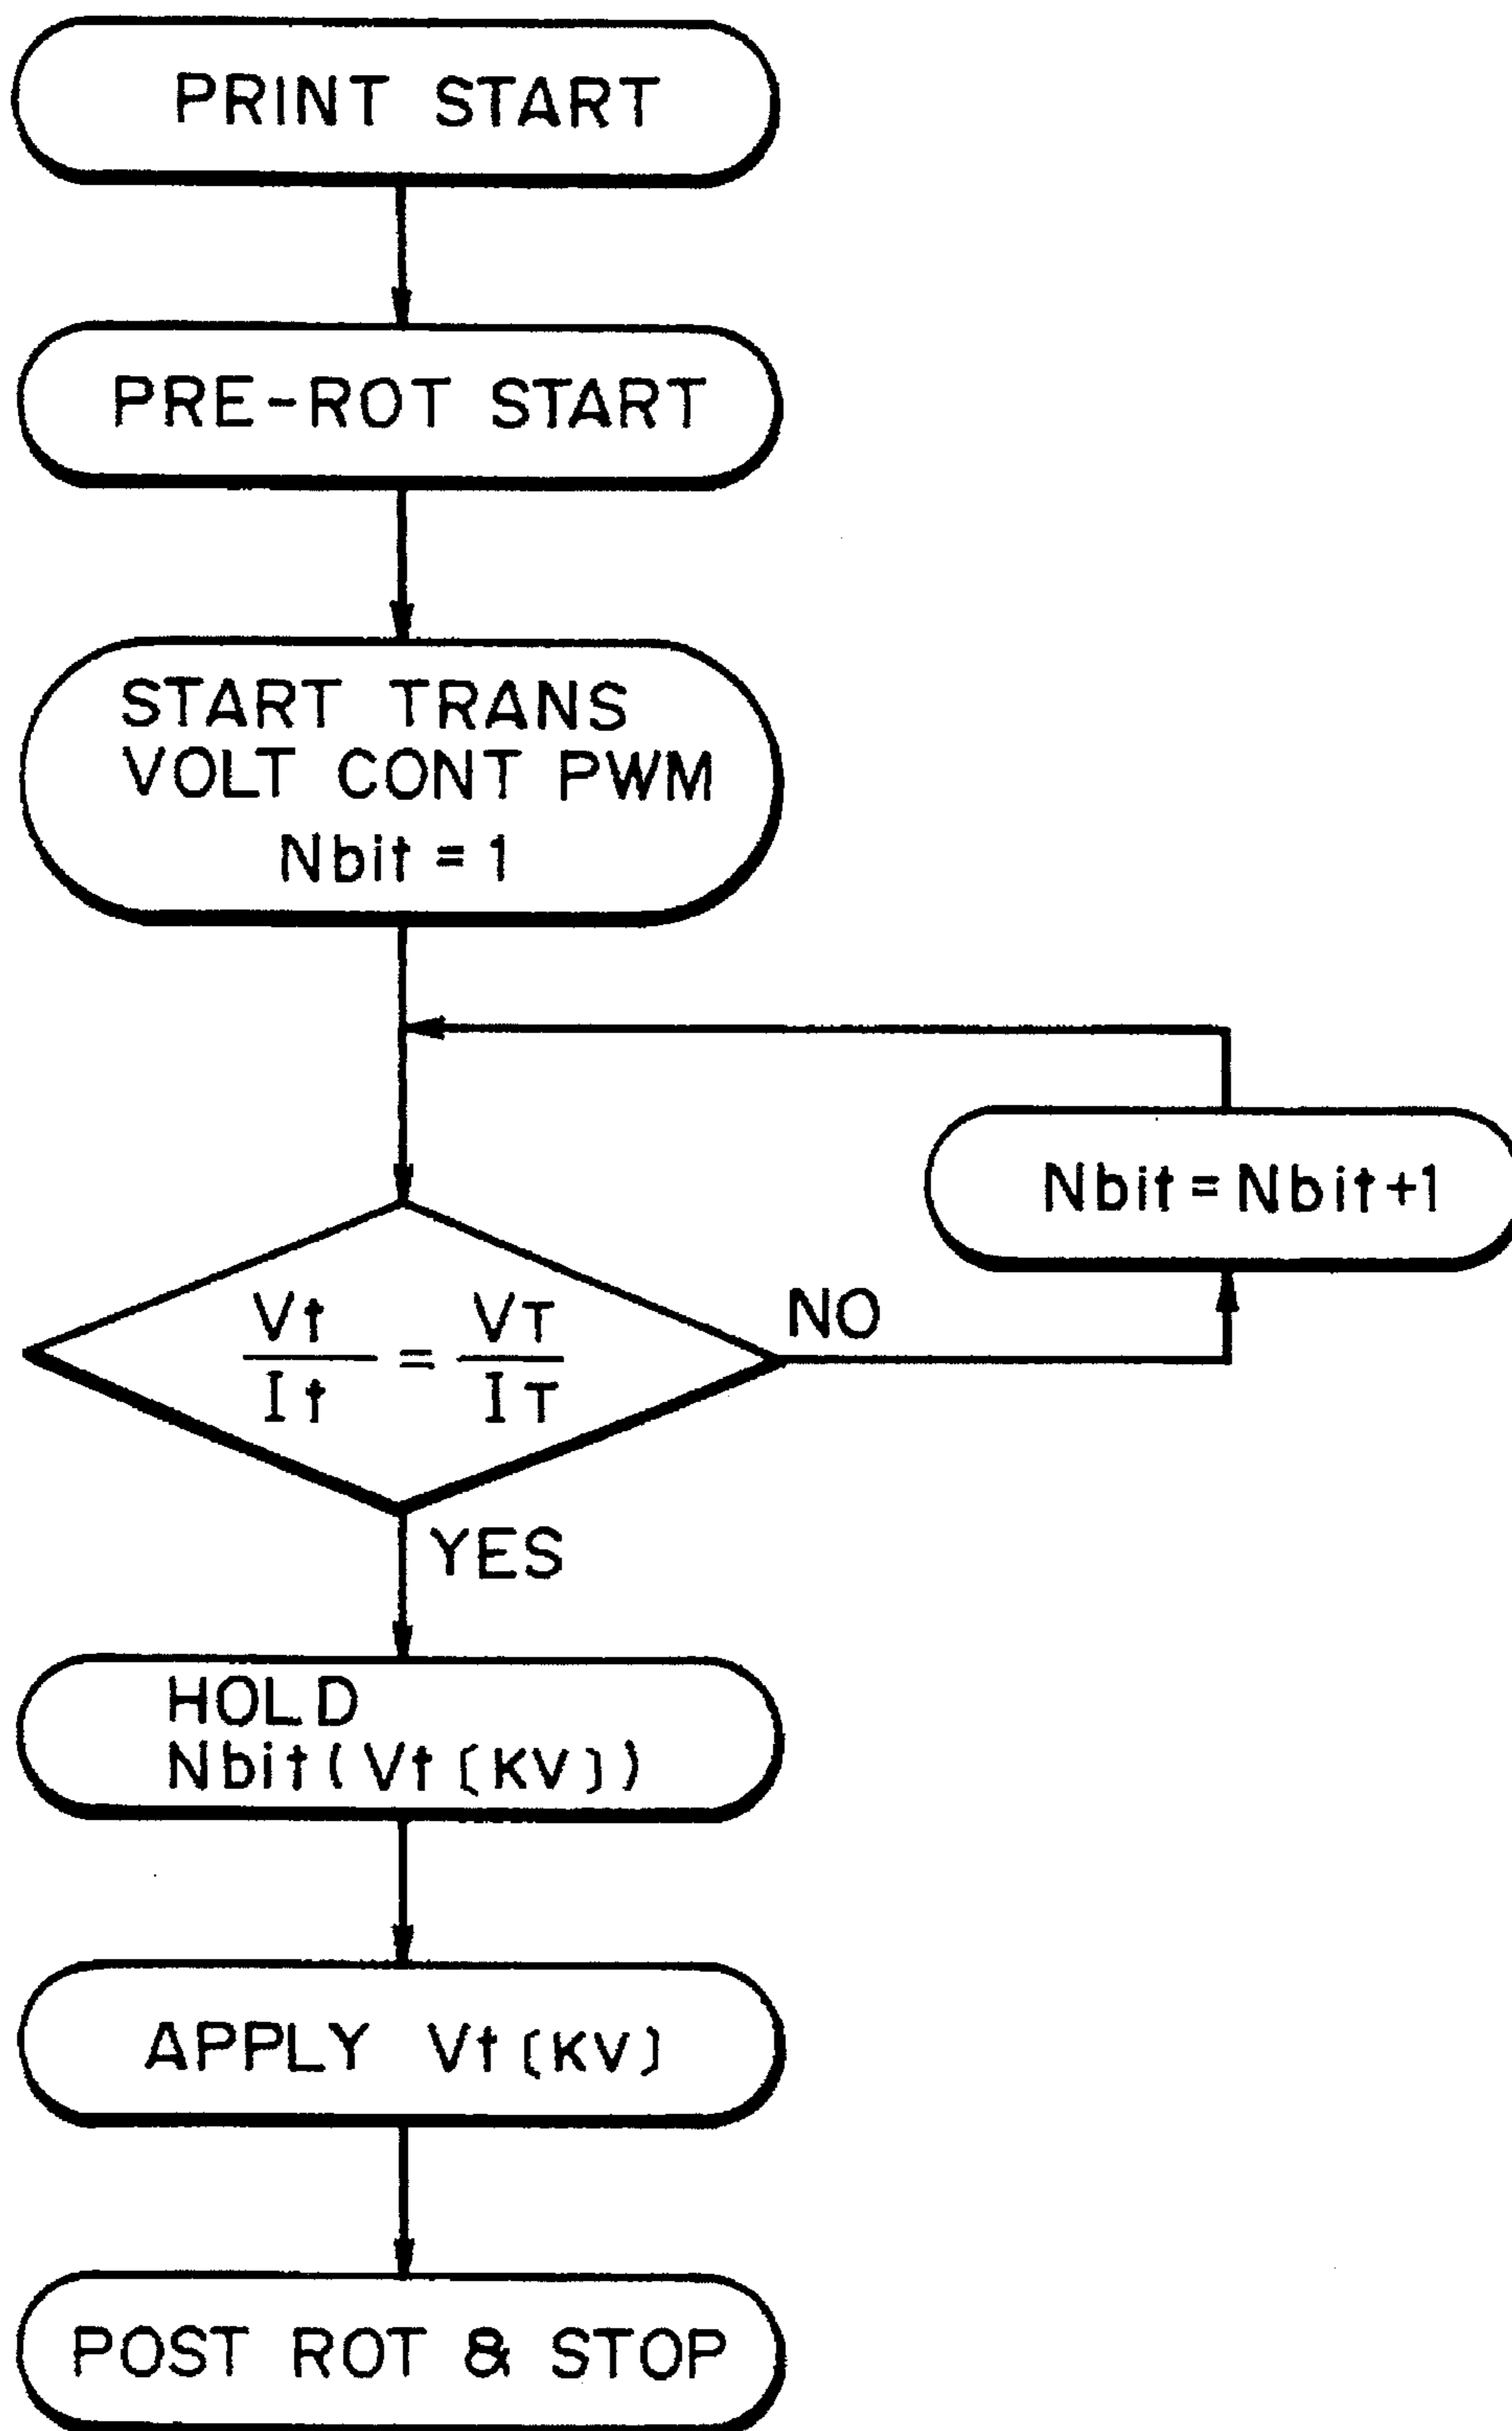 PRINT START
PRE-ROT START
START TRANS
VOLT CONT PWM
Nbit = 1
Nbit = Nbit+1
Vt/It = VT/IT
NO
YES
HOLD
Nbit(Vt[KV])
APPLY Vt[KV]
POST ROT & STOP